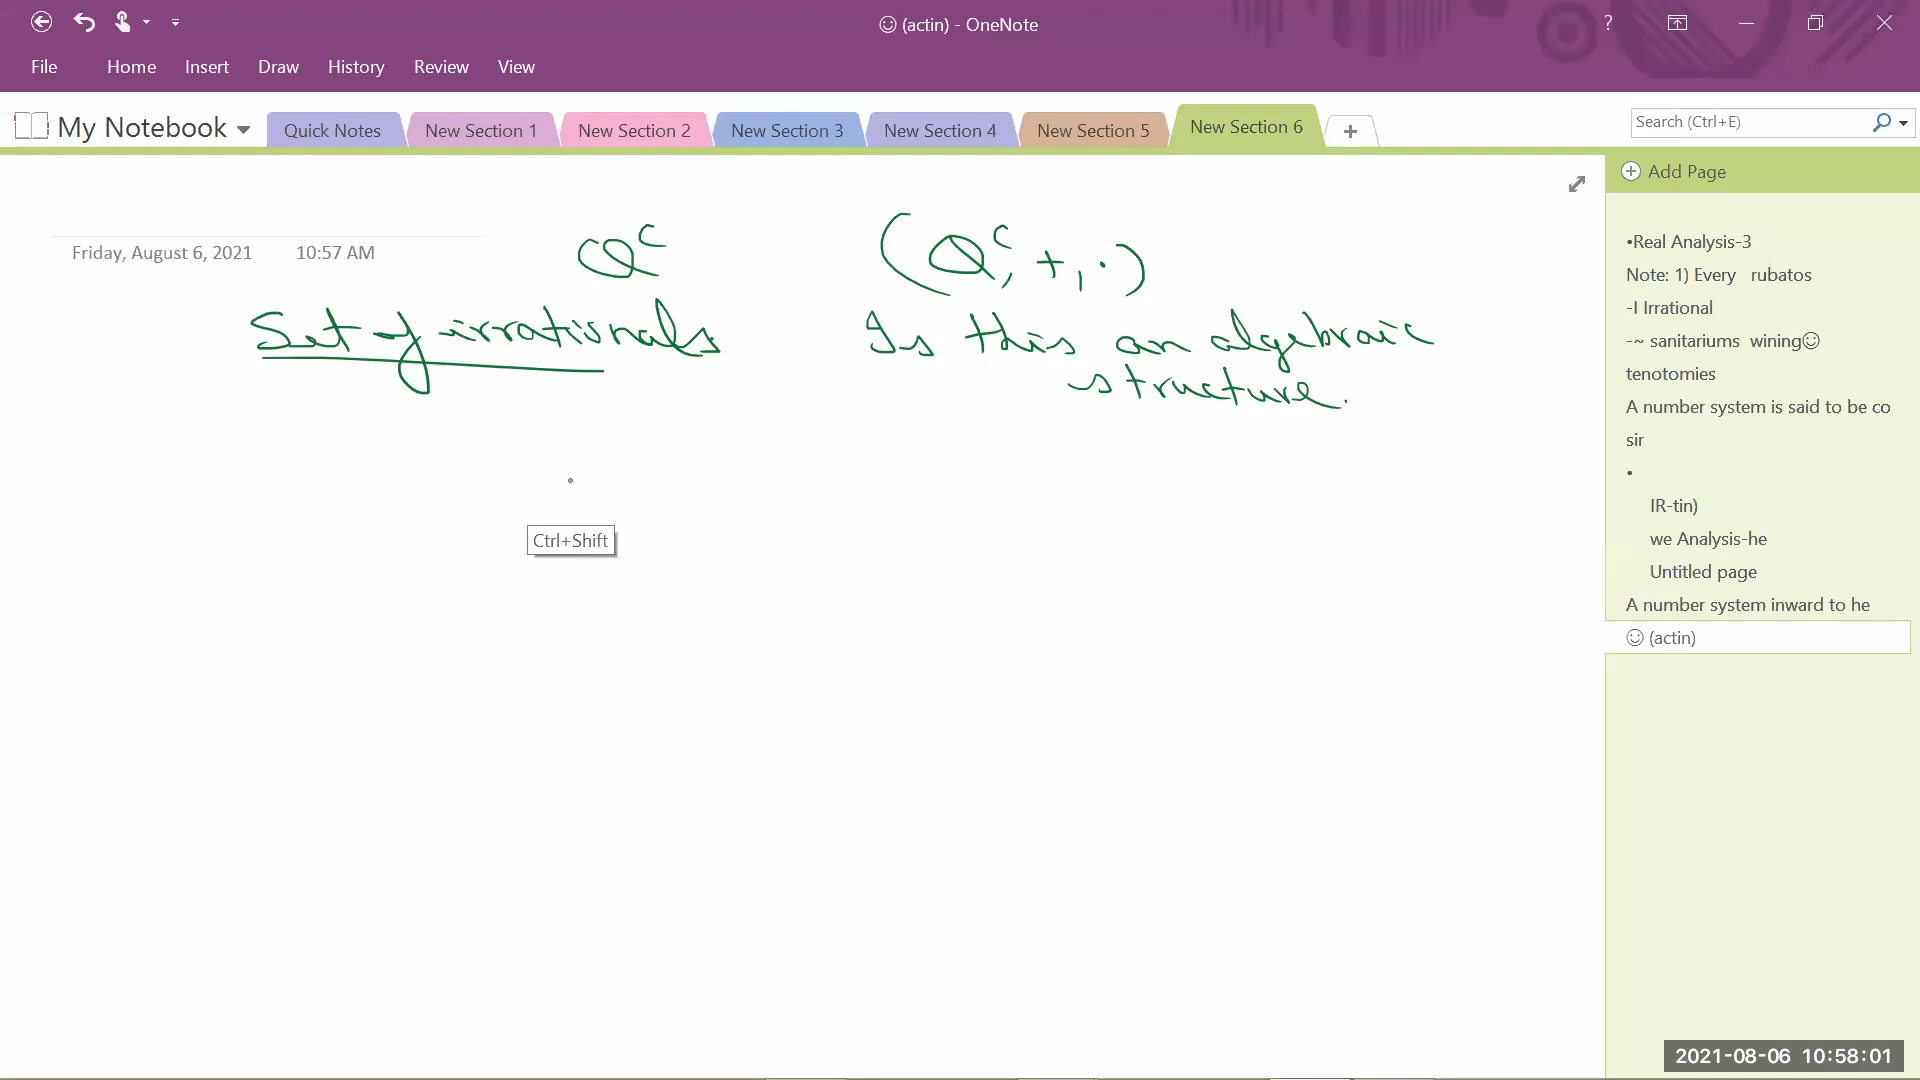 (actin) - OneNote
?
File Home Insert Draw History Review View
My Notebook Quick Notes New Section 1 New Section 2 New Section 3 New Section 4 New Section 5 New Section 6 +
Search (Ctrl+E)
Add Page
Friday, August 6, 2021 10:57 AM
Q^c (Q^c, +, ·)
Set of irrationals Is this an algebraic
structure.
Ctrl+Shift
•Real Analysis-3
Note: 1) Every rubatos
-I Irrational
-~ sanitariums wining☺
tenotomies
A number system is said to be co
sir
•
IR-tin)
we Analysis-he
Untitled page
A number system inward to he
☺ (actin)
2021-08-06 10:58:01